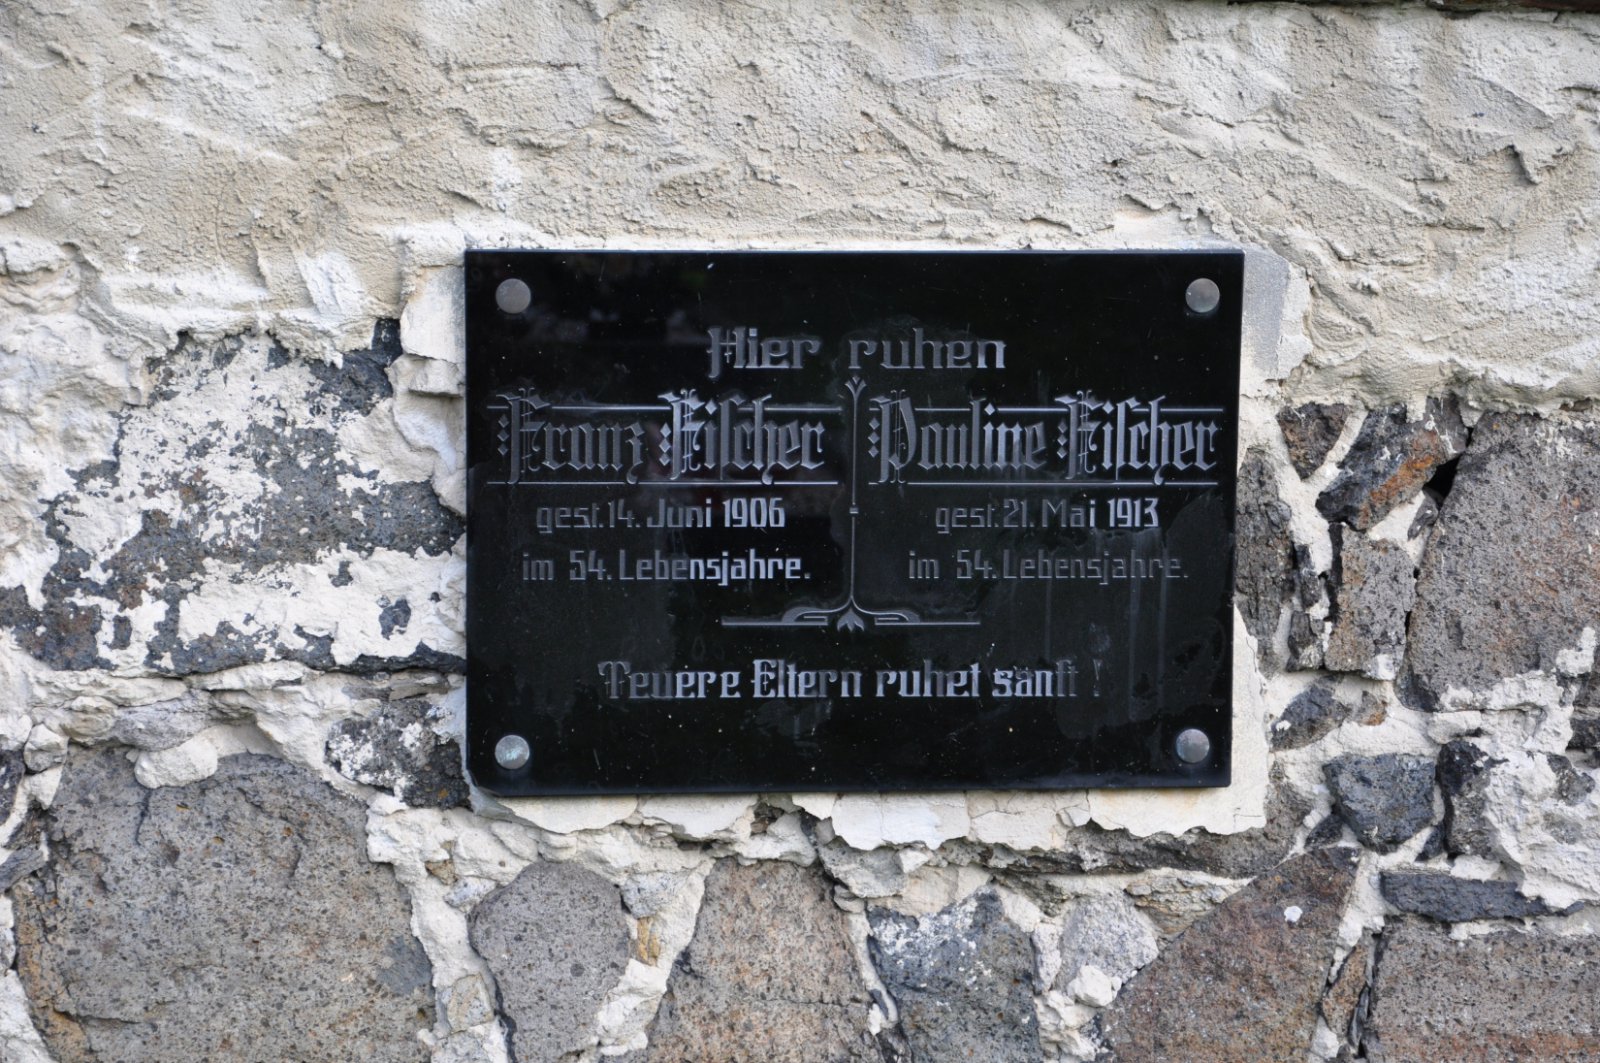 Hier ruhen
Franz Fiſcher
gest. 14. Juni 1906
im 54. Lebensjahre.
Pauline Fiſcher
gest. 21. Mai 1913
im 54. Lebensjahre.
Teuere Eltern ruhet sanft!